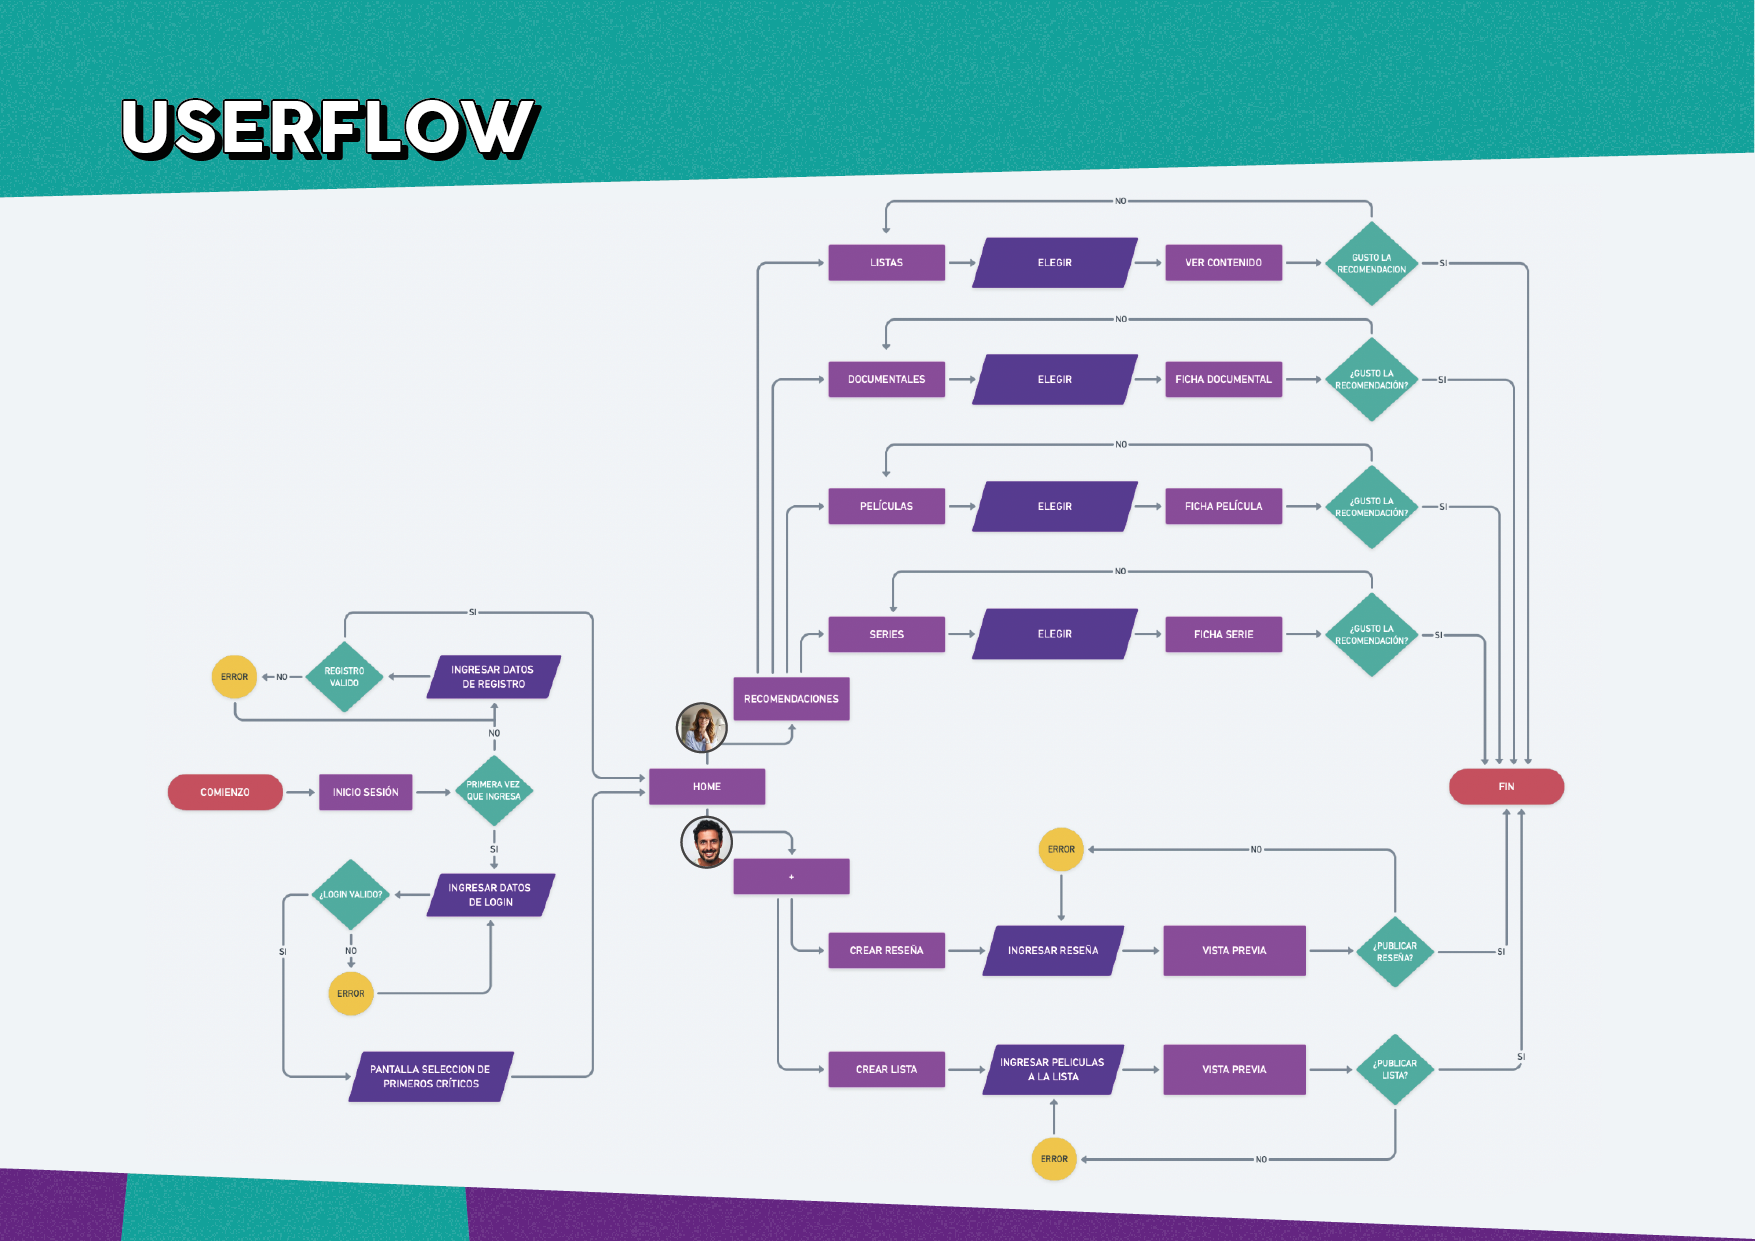 USERFLOW
NO
LISTAS
ELEGIR
VER CONTENIDO
GUSTO LA
RECOMENDACION
SI
NO
DOCUMENTALES
ELEGIR
FICHA DOCUMENTAL
¿GUSTO LA
RECOMENDACIÓN?
SI
NO
PELÍCULAS
ELEGIR
FICHA PELÍCULA
¿GUSTO LA
RECOMENDACIÓN?
SI
NO
SERIES
ELEGIR
FICHA SERIE
¿GUSTO LA
RECOMENDACIÓN?
SI
SI
ERROR
NO
REGISTRO
VALIDO
INGRESAR DATOS
DE REGISTRO
NO
RECOMENDACIONES
COMIENZO
INICIO SESIÓN
PRIMERA VEZ
QUE INGRESA
HOME
FIN
SI
¿LOGIN VALIDO?
INGRESAR DATOS
DE LOGIN
SI
NO
ERROR
PANTALLA SELECCION DE
PRIMEROS CRÍTICOS
+
ERROR
NO
CREAR RESEÑA
INGRESAR RESEÑA
VISTA PREVIA
¿PUBLICAR
RESEÑA?
SI
CREAR LISTA
INGRESAR PELICULAS
A LA LISTA
VISTA PREVIA
¿PUBLICAR
LISTA?
SI
ERROR
NO